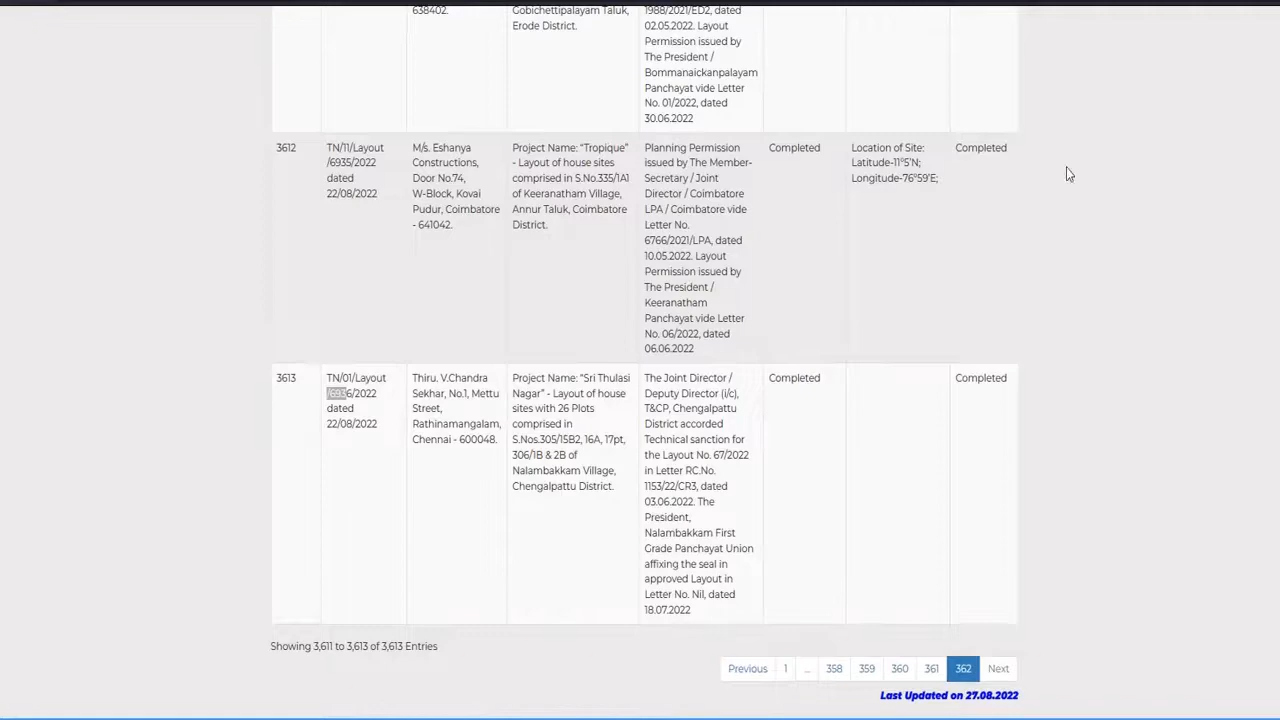 638402.
Gobichettipalayam Taluk,
Erode District.
1988/2021/ED2, dated
02.05.2022. Layout
Permission issued by
The President /
Bommanaickanpalayam
Panchayat vide Letter
No. 01/2022, dated
30.06.2022
3612
TN/11/Layout
/6935/2022
dated
22/08/2022
M/s. Eshanya
Constructions,
Door No.74,
W-Block, Kovai
Pudur, Coimbatore
- 641042.
Project Name: “Tropique”
- Layout of house sites
comprised in S.No.335/1A1
of Keeranatham Village,
Annur Taluk, Coimbatore
District.
Planning Permission
issued by The Member-
Secretary / Joint
Director / Coimbatore
LPA / Coimbatore vide
Letter No.
6766/2021/LPA, dated
10.05.2022. Layout
Permission issued by
The President /
Keeranatham
Panchayat vide Letter
No. 06/2022, dated
06.06.2022
Completed
Location of Site:
Latitude-11°5'N;
Longitude-76°59'E;
Completed
3613
TN/01/Layout
/6936/2022
dated
22/08/2022
Thiru. V.Chandra
Sekhar, No.1, Mettu
Street,
Rathinamangalam,
Chennai - 600048.
Project Name: “Sri Thulasi
Nagar” - Layout of house
sites with 26 Plots
comprised in
S.Nos.305/15B2, 16A, 17pt,
306/1B & 2B of
Nalambakkam Village,
Chengalpattu District.
The Joint Director /
Deputy Director (i/c),
T&CP, Chengalpattu
District accorded
Technical sanction for
the Layout No. 67/2022
in Letter RC.No.
1153/22/CR3, dated
03.06.2022. The
President,
Nalambakkam First
Grade Panchayat Union
affixing the seal in
approved Layout in
Letter No. Nil, dated
18.07.2022
Completed
Completed
Showing 3,611 to 3,613 of 3,613 Entries
Previous 1 ... 358 359 360 361 362 Next
Last Updated on 27.08.2022